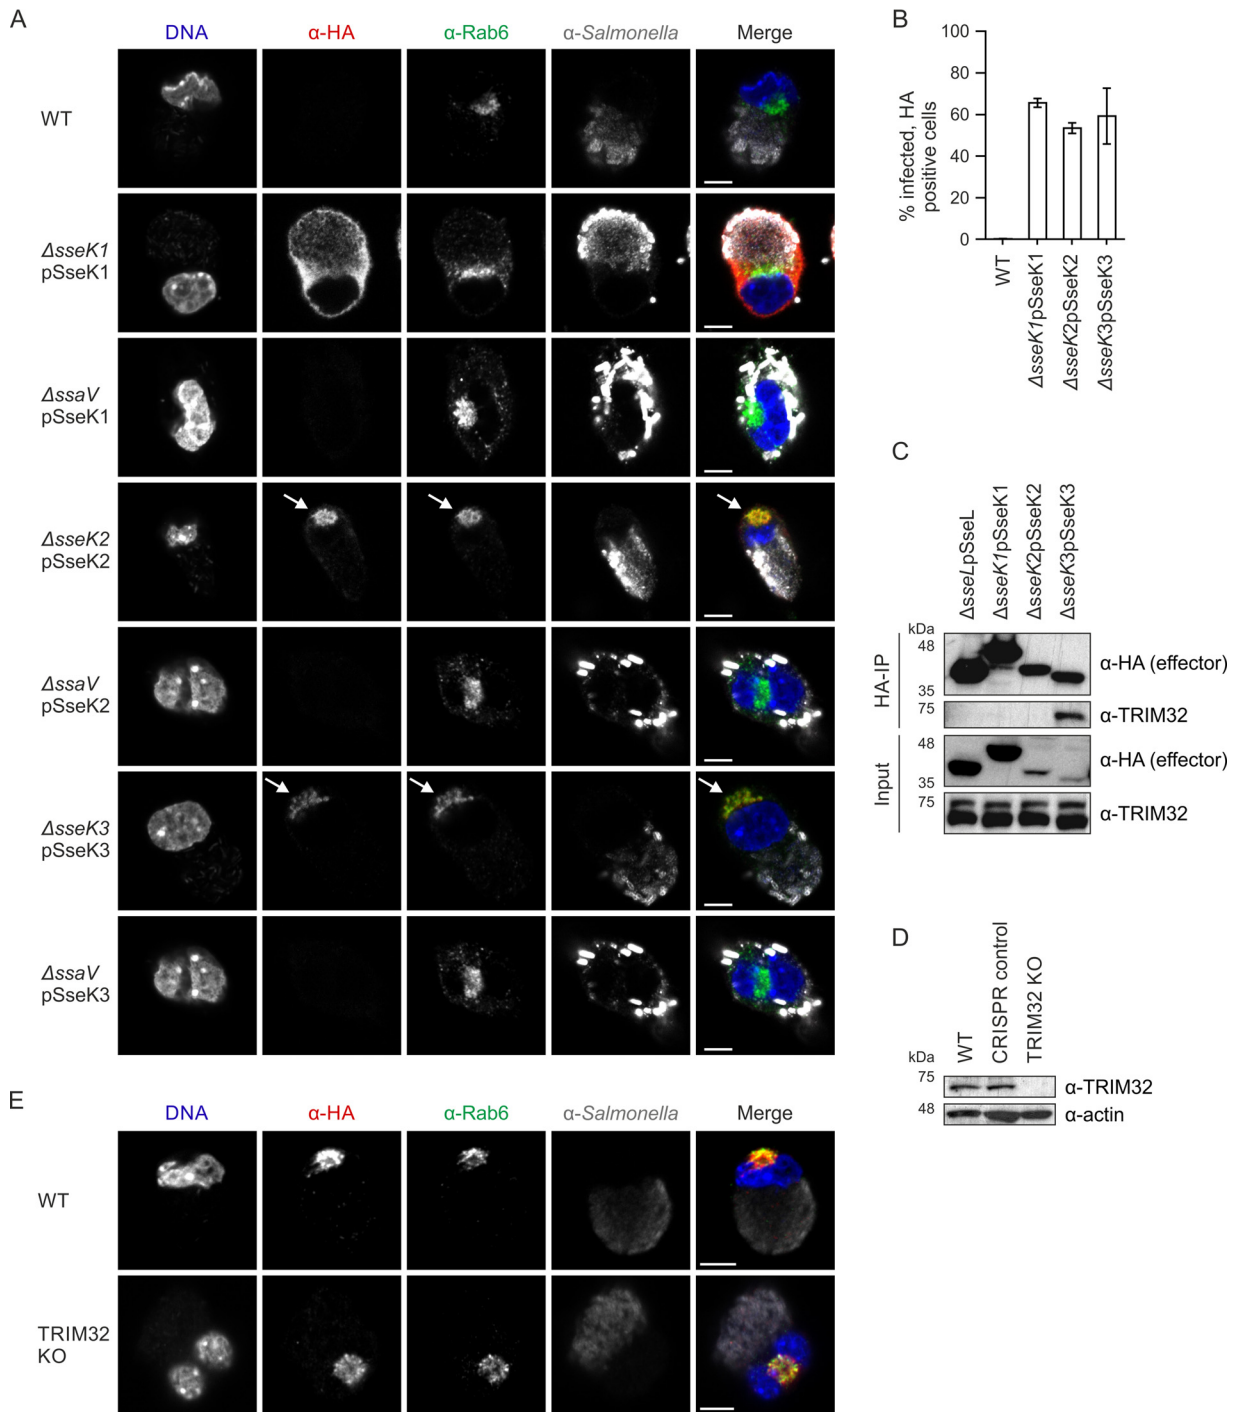 A
DNA
α-HA
α-Rab6
α-Salmonella
Merge
WT
ΔsseK1
pSseK1
ΔssaV
pSseK1
ΔsseK2
pSseK2
ΔssaV
pSseK2
ΔsseK3
pSseK3
ΔssaV
pSseK3
B
% infected, HA
positive cells
100
80
60
40
20
0
WT
ΔsseK1pSseK1
ΔsseK2pSseK2
ΔsseK3pSseK3
C
ΔsseLpSseL
ΔsseK1pSseK1
ΔsseK2pSseK2
ΔsseK3pSseK3
kDa
HA-IP
48
35
α-HA (effector)
75
α-TRIM32
Input
48
35
α-HA (effector)
75
α-TRIM32
D
WT
CRISPR control
TRIM32 KO
kDa
75
α-TRIM32
48
α-actin
E
DNA
α-HA
α-Rab6
α-Salmonella
Merge
WT
TRIM32
KO